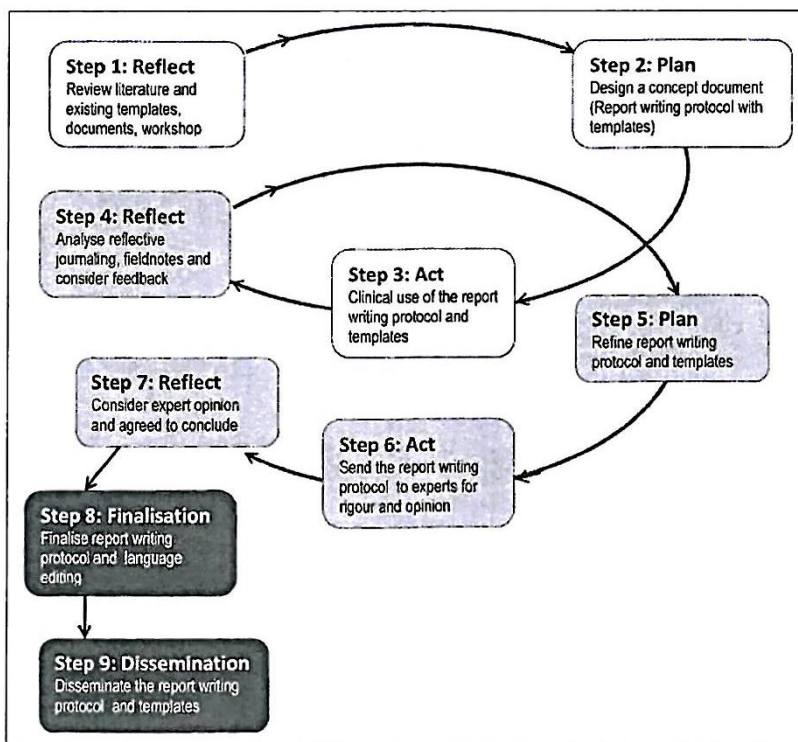 Step 1: Reflect
Review literature and
existing templates,
documents, workshop
Step 2: Plan
Design a concept document
(Report writing protocol with
templates)
Step 3: Act
Clinical use of the report
writing protocol and
templates
Step 4: Reflect
Analyse reflective
journaling, fieldnotes and
consider feedback
Step 5: Plan
Refine report writing
protocol and templates
Step 6: Act
Send the report writing
protocol to experts for
rigour and opinion
Step 7: Reflect
Consider expert opinion
and agreed to conclude
Step 8: Finalisation
Finalise report writing
protocol and language
editing
Step 9: Dissemination
Disseminate the report writing
protocol and templates